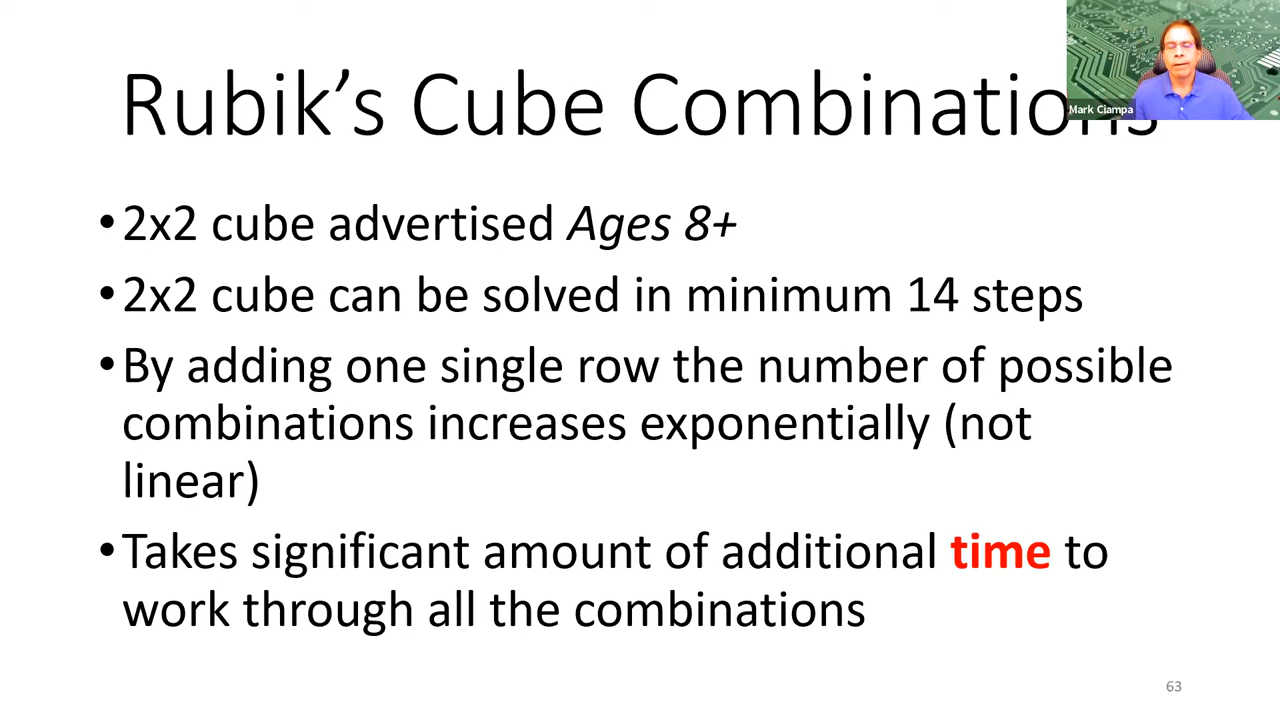 Rubik's Cube Combinations
Mark Ciampa
•2x2 cube advertised Ages 8+
•2x2 cube can be solved in minimum 14 steps
•By adding one single row the number of possible
combinations increases exponentially (not
linear)
•Takes significant amount of additional time to
work through all the combinations
63